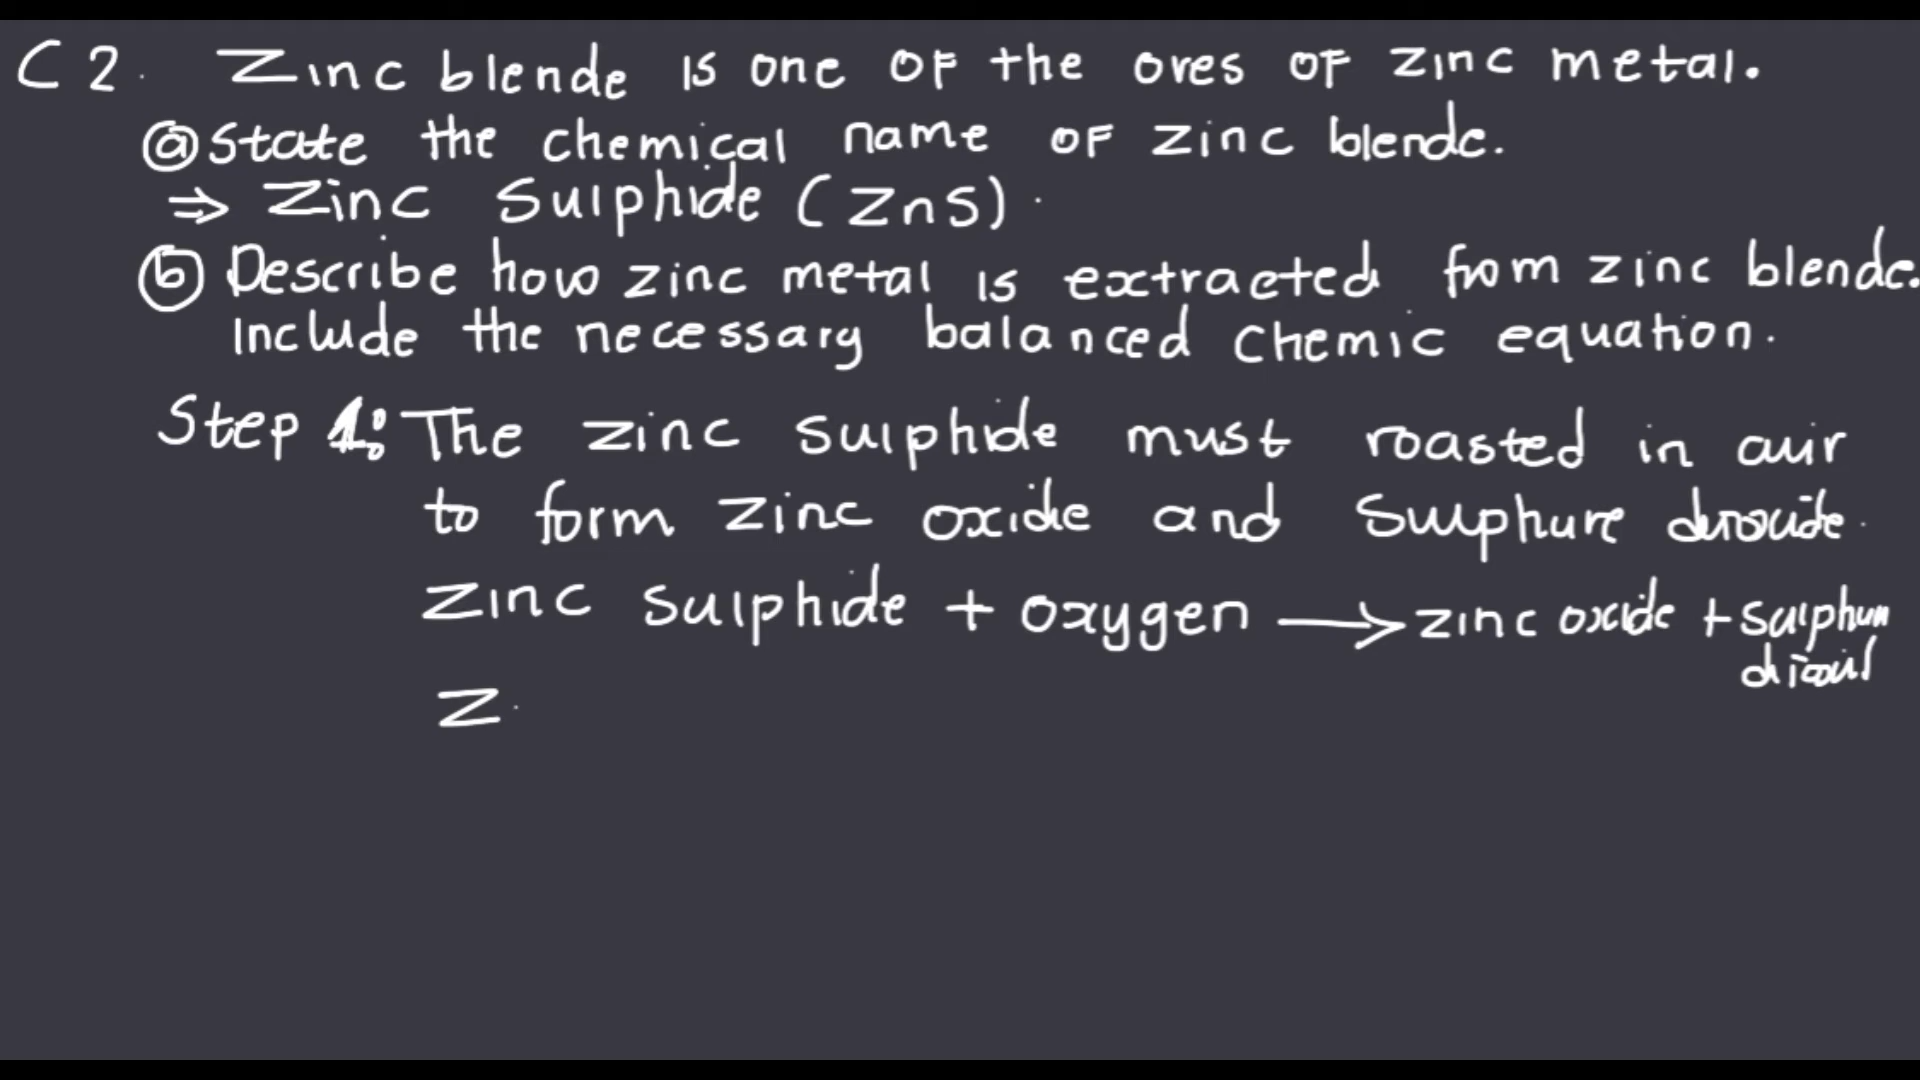 C 2. Zinc blende is one of the ores of zinc metal.
(a) State the chemical name of zinc blende.
⇒ Zinc Sulphide (ZnS).
(b) Describe how zinc metal is extracted from zinc blende.
Include the necessary balanced chemic equation.
Step 1: The zinc sulphide must roasted in air
to form zinc oxide and Sulphure
Zinc sulphide + oxygen → zinc oxide +
Z